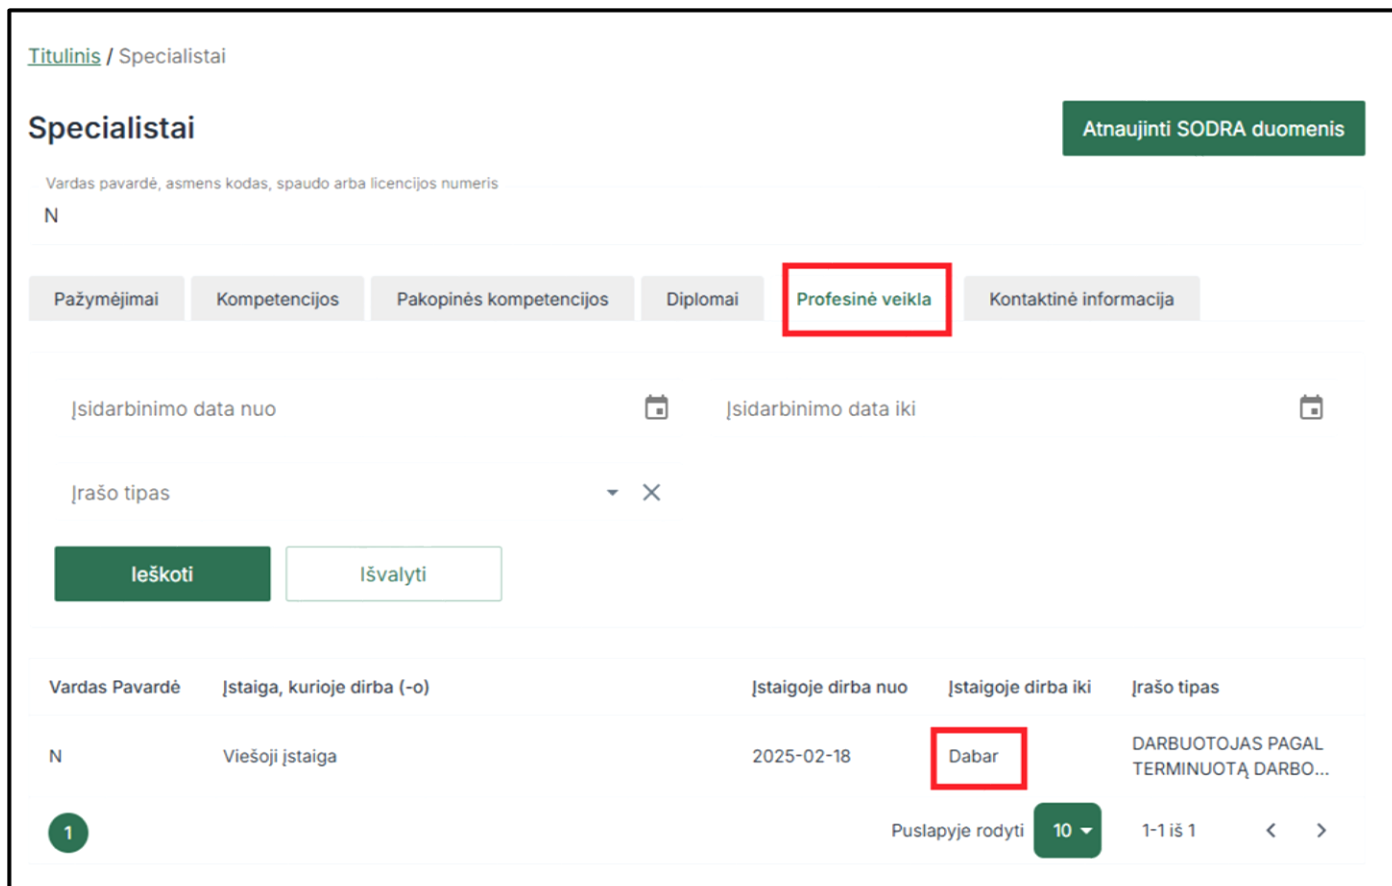 Titulinis / Specialistai
Specialistai
Atnaujinti SODRA duomenis
Vardas pavardė, asmens kodas, spaudo arba licencijos numeris
N
Pažymėjimai Kompetencijos Pakopinės kompetencijos Diplomai Profesinė veikla Kontaktinė informacija
Įsidarbinimo data nuo Įsidarbinimo data iki
Įrašo tipas
Ieškoti Išvalyti
Vardas Pavardė Įstaiga, kurioje dirba (-o) Įstaigoje dirba nuo Įstaigoje dirba iki Įrašo tipas
N Viešoji įstaiga 2025-02-18 Dabar DARBUOTOJAS PAGAL
TERMINUOTĄ DARBO...
1 Puslapyje rodyti 10 1-1 iš 1